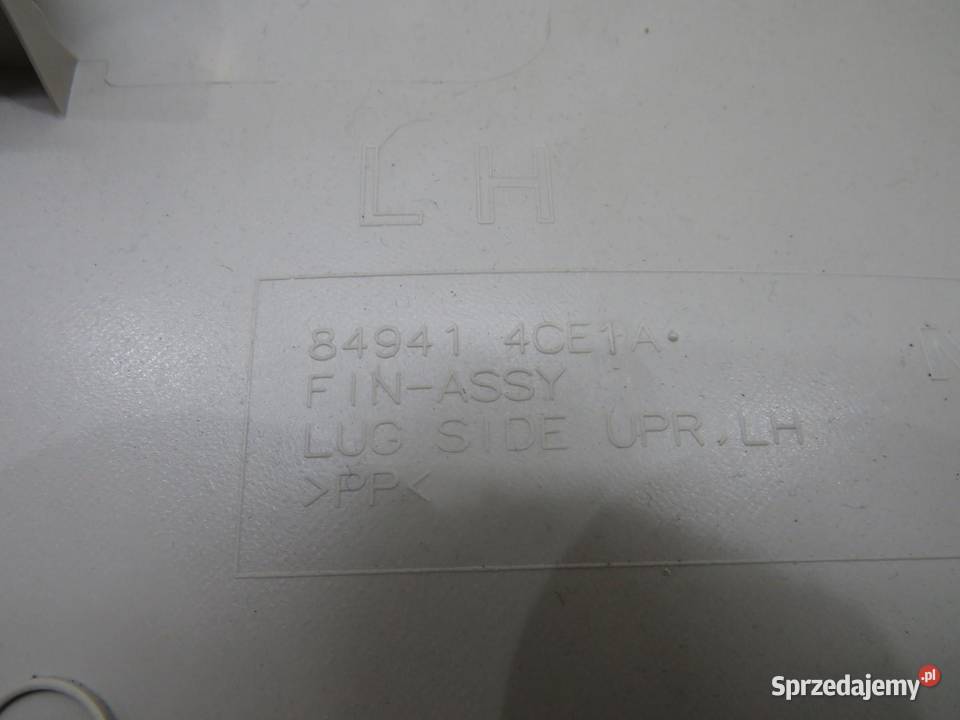 LH
84941 4CE1A
FIN-ASSY
LUG SIDE UPR,LH
>PP<
Sprzedajemy.pl